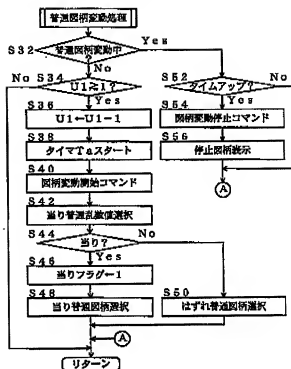 普通図柄変動処理
S32
普通図柄変動中
?
Yes
No
No
S34
U1≧1?
Yes
S52
タイムアップ?
No
Yes
S36
U1←U1−1
S54
図柄変動停止コマンド
S38
タイマTaスタート
S56
停止図柄表示
S40
図柄変動開始コマンド
A
S42
当り普通乱数値選択
S44
当り?
No
Yes
S46
当りフラグ←1
S48
当り普通図柄選択
S50
はずれ普通図柄選択
A
リターン